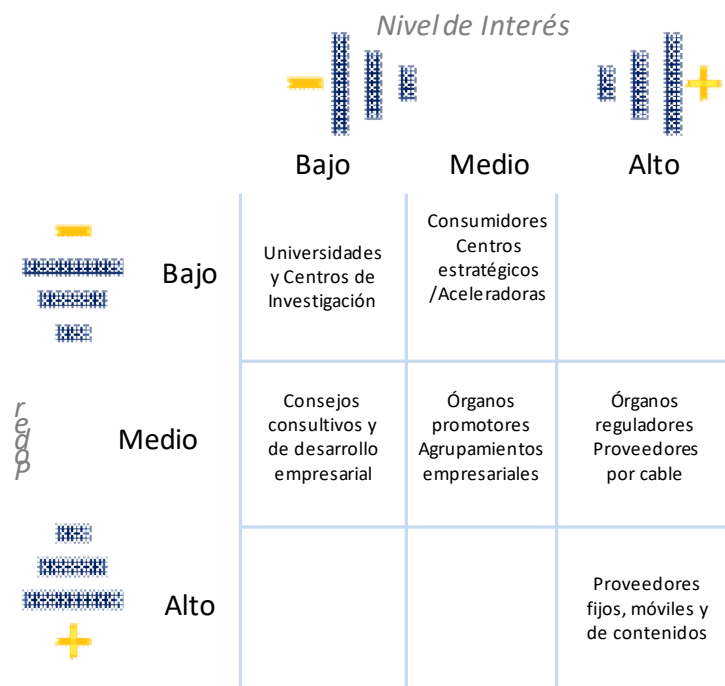 Nivel de Interés
Bajo
Medio
Alto
Bajo
Universidades
y Centros de
Investigación
Consumidores
Centros
estratégicos
/Aceleradoras
Poder
Medio
Consejos
consultivos y
de desarrollo
empresarial
Órganos
promotores
Agrupamientos
empresariales
Órganos
reguladores
Proveedores
por cable
Alto
Proveedores
fijos, móviles y
de contenidos